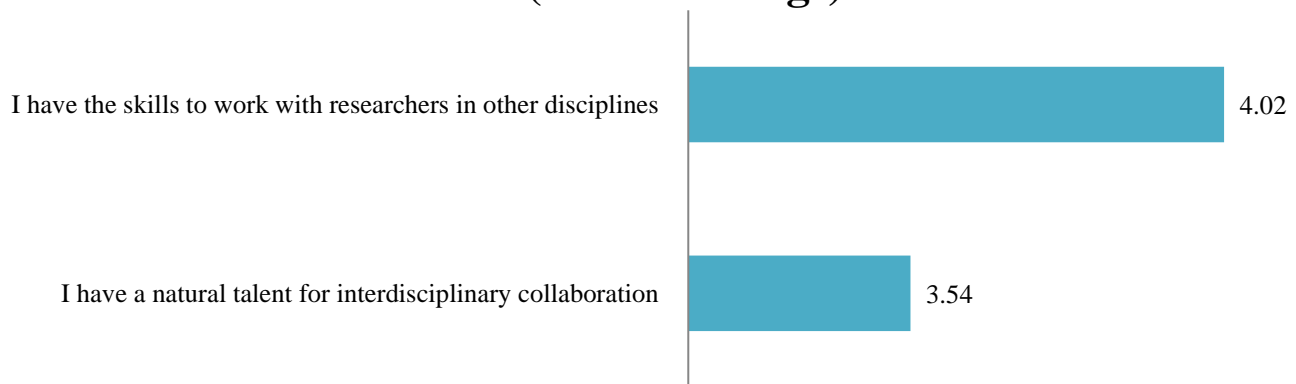 I have the skills to work with researchers in other disciplines
4.02
I have a natural talent for interdisciplinary collaboration
3.54